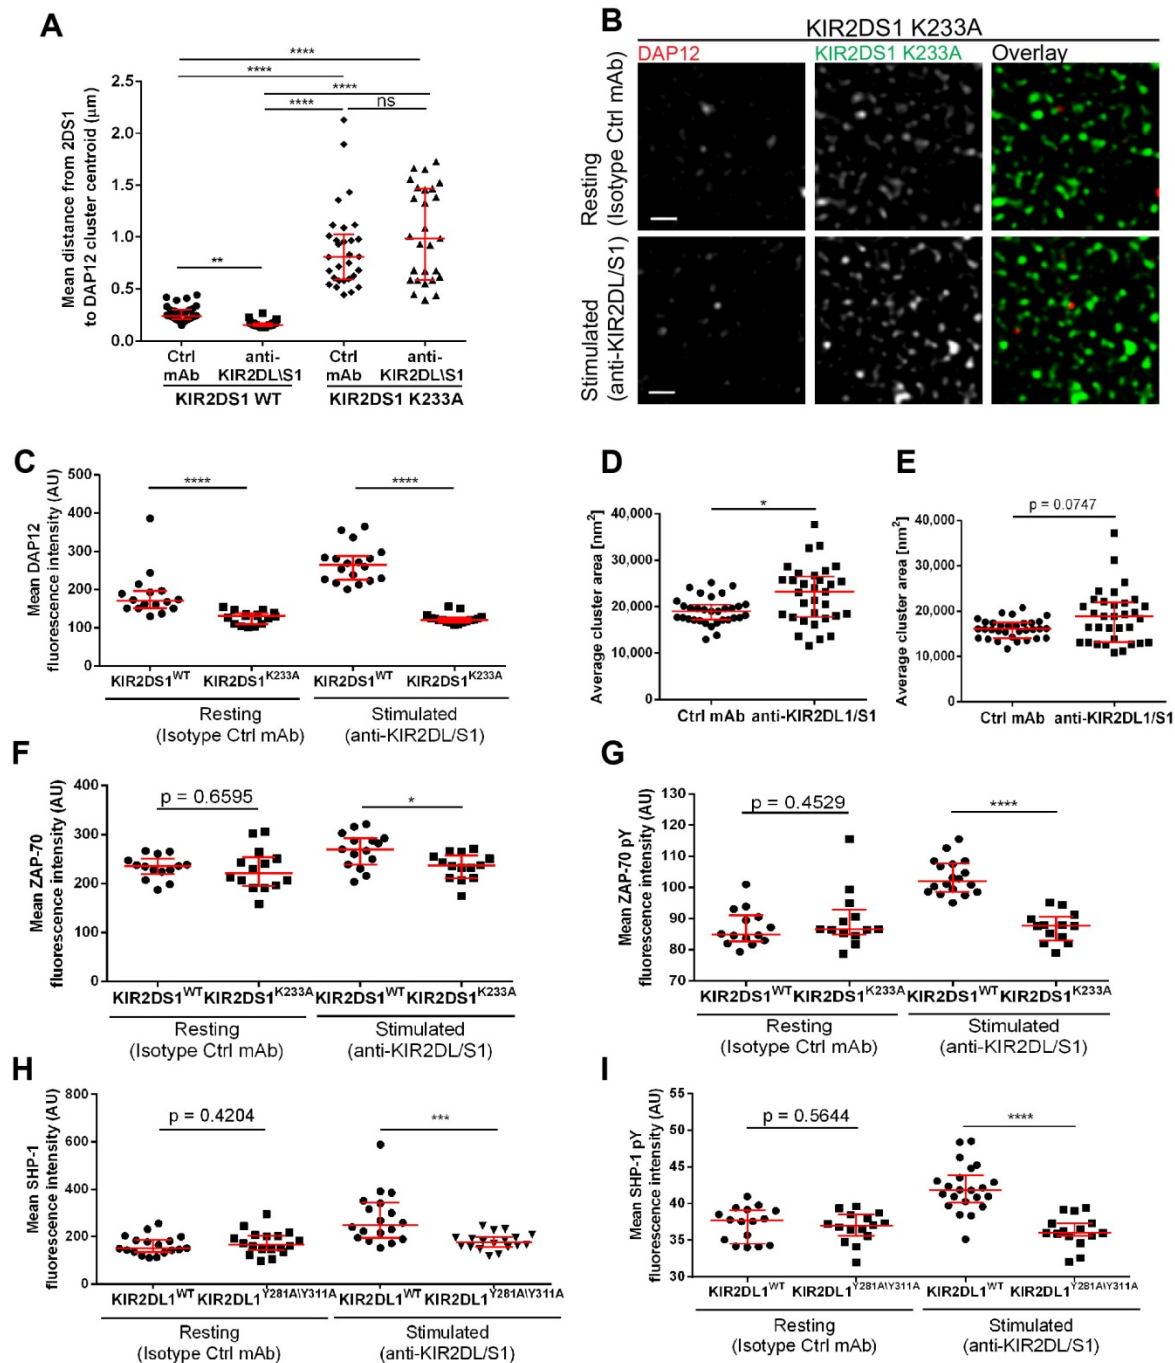 A
Mean distance from 2DS1
to DAP12 cluster centroid (μm)
2.5
2.0
1.5
1.0
0.5
0.0
****
****
****
****
ns
**
Ctrl
mAb
anti-
KIR2DL\S1
Ctrl
mAb
anti-
KIR2DL\S1
KIR2DS1 WT
KIR2DS1 K233A
B
KIR2DS1 K233A
DAP12
KIR2DS1 K233A
Overlay
Resting
(Isotype Ctrl mAb)
Stimulated
(anti-KIR2DL/S1)
C
Mean DAP12
fluorescence intensity (AU)
500
400
300
200
100
0
****
****
KIR2DS1WT
KIR2DS1K233A
KIR2DS1WT
KIR2DS1K233A
Resting
(Isotype Ctrl mAb)
Stimulated
(anti-KIR2DL/S1)
D
Average cluster area [nm2]
40,000
30,000
20,000
10,000
0
*
Ctrl mAb
anti-KIR2DL1/S1
E
Average cluster area [nm2]
40,000
30,000
20,000
10,000
0
p = 0.0747
Ctrl mAb
anti-KIR2DL1/S1
F
Mean ZAP-70
fluorescence intensity (AU)
400
300
200
100
0
p = 0.6595
*
KIR2DS1WT
KIR2DS1K233A
KIR2DS1WT
KIR2DS1K233A
Resting
(Isotype Ctrl mAb)
Stimulated
(anti-KIR2DL/S1)
G
Mean ZAP-70 pY
fluorescence intensity (AU)
130
120
110
100
90
80
70
p = 0.4529
****
KIR2DS1WT
KIR2DS1K233A
KIR2DS1WT
KIR2DS1K233A
Resting
(Isotype Ctrl mAb)
Stimulated
(anti-KIR2DL/S1)
H
Mean SHP-1
fluorescence intensity (AU)
800
600
400
200
0
p = 0.4204
***
KIR2DL1WT
KIR2DL1Y281A\Y311A
KIR2DL1WT
KIR2DL1Y281A\Y311A
Resting
(Isotype Ctrl mAb)
Stimulated
(anti-KIR2DL/S1)
I
Mean SHP-1 pY
fluorescence intensity (AU)
55
50
45
40
35
30
p = 0.5644
****
KIR2DL1WT
KIR2DL1Y281A\Y311A
KIR2DL1WT
KIR2DL1Y281A\Y311A
Resting
(Isotype Ctrl mAb)
Stimulated
(anti-KIR2DL/S1)